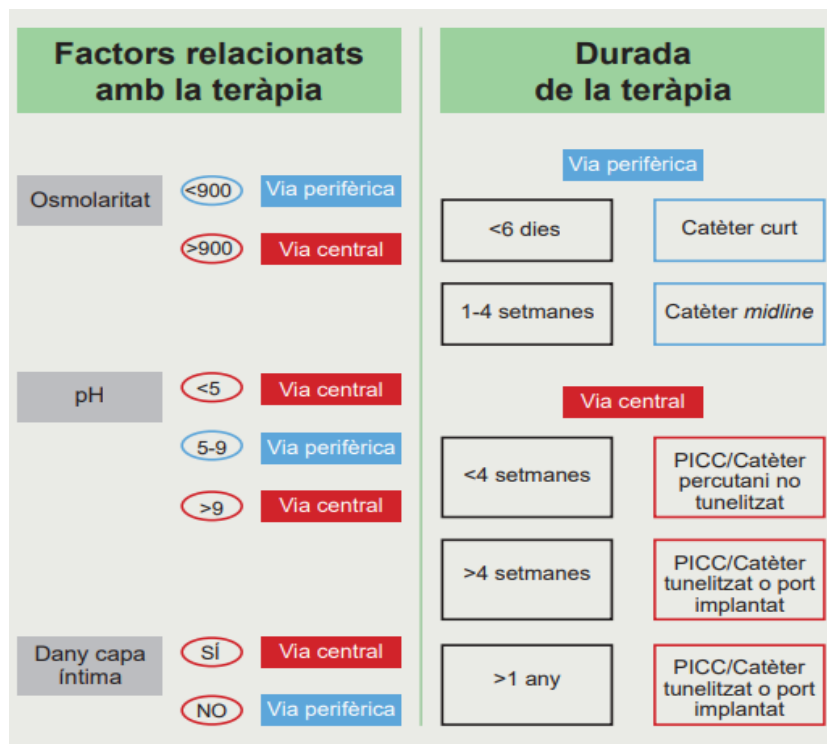 Factors relacionats
amb la teràpia
Osmolaritat
<900
Via perifèrica
>900
Via central
pH
<5
Via central
5-9
Via perifèrica
>9
Via central
Dany capa
íntima
SÍ
Via central
NO
Via perifèrica
Durada
de la teràpia
Via perifèrica
<6 dies
Catèter curt
1-4 setmanes
Catèter midline
Via central
<4 setmanes
PICC/Catèter
percutani no
tunelitzat
>4 setmanes
PICC/Catèter
tunelitzat o port
implantat
>1 any
PICC/Catèter
tunelitzat o port
implantat